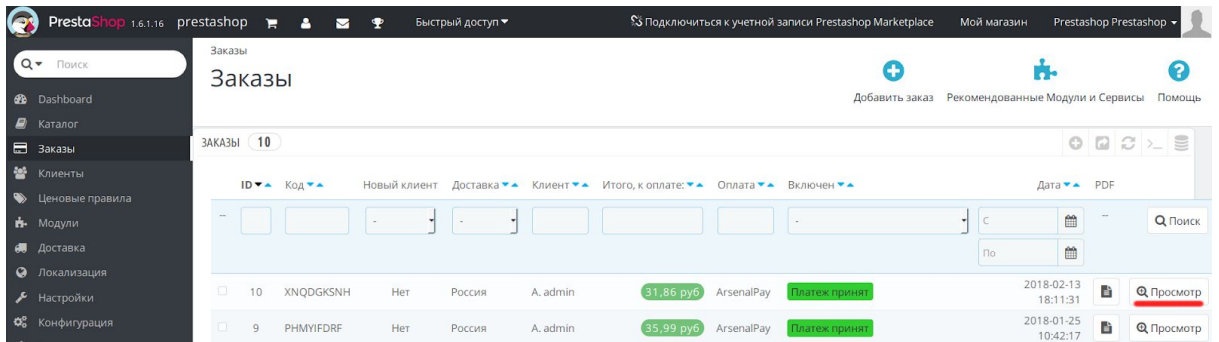 PrestaShop 1.6.1.16 prestashop Быстрый доступ Подключиться к учетной записи Prestashop Marketplace Мой магазин Prestashop Prestashop
Поиск
Dashboard
Каталог
Заказы
Клиенты
Ценовые правила
Модули
Доставка
Локализация
Настройки
Конфигурация
Заказы
Заказы
Добавить заказ Рекомендованные Модули и Сервисы Помощь
ЗАКАЗЫ 10
ID Код Новый клиент Доставка Клиент Итого, к оплате: Оплата Включен Дата PDF
-- - - - С -- Поиск
По
10 XNQDGKSNH Нет Россия A. admin 31,86 руб ArsenalPay Платеж принят 2018-02-13 18:11:31 Просмотр
9 PHMYIFDRF Нет Россия A. admin 35,99 руб ArsenalPay Платеж принят 2018-01-25 10:42:17 Просмотр